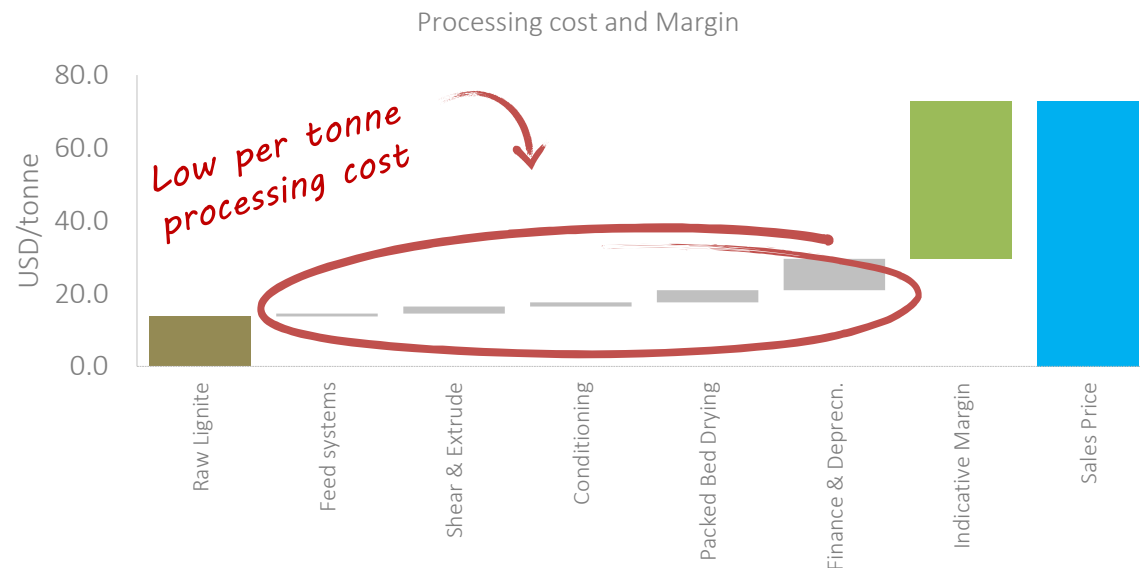 Processing cost and Margin
80.0
60.0
40.0
20.0
0.0
USD/tonne
Low per tonne
processing cost
Raw Lignite
Feed systems
Shear & Extrude
Conditioning
Packed Bed Drying
Finance & Deprecn.
Indicative Margin
Sales Price